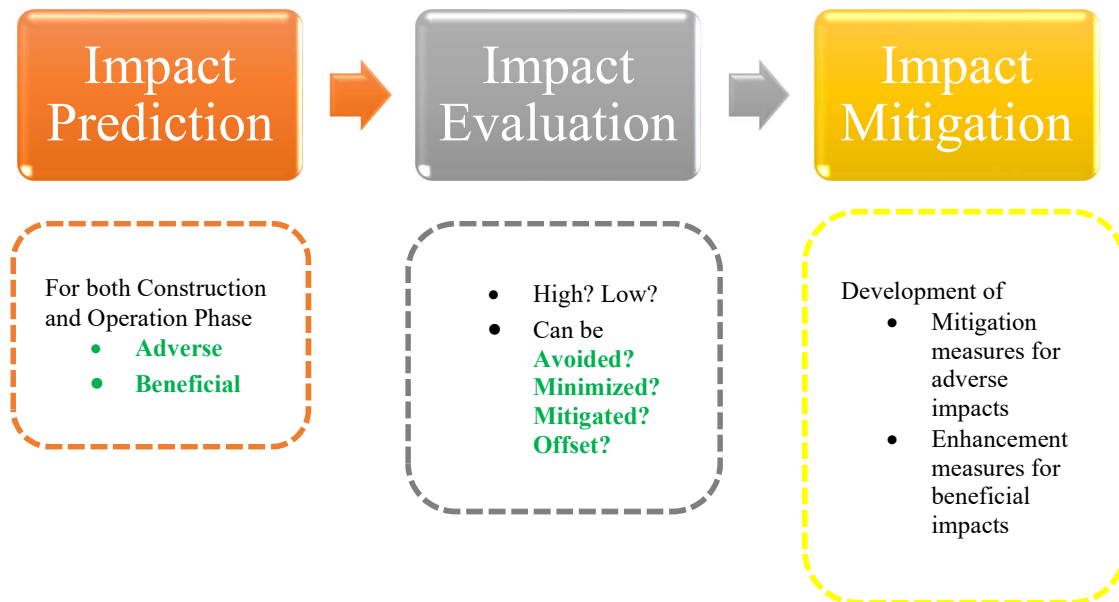 Impact
Prediction
Impact
Evaluation
Impact
Mitigation
For both Construction
and Operation Phase
• Adverse
• Beneficial
• High? Low?
• Can be
Avoided?
Minimized?
Mitigated?
Offset?
Development of
• Mitigation
measures for
adverse
impacts
• Enhancement
measures for
beneficial
impacts